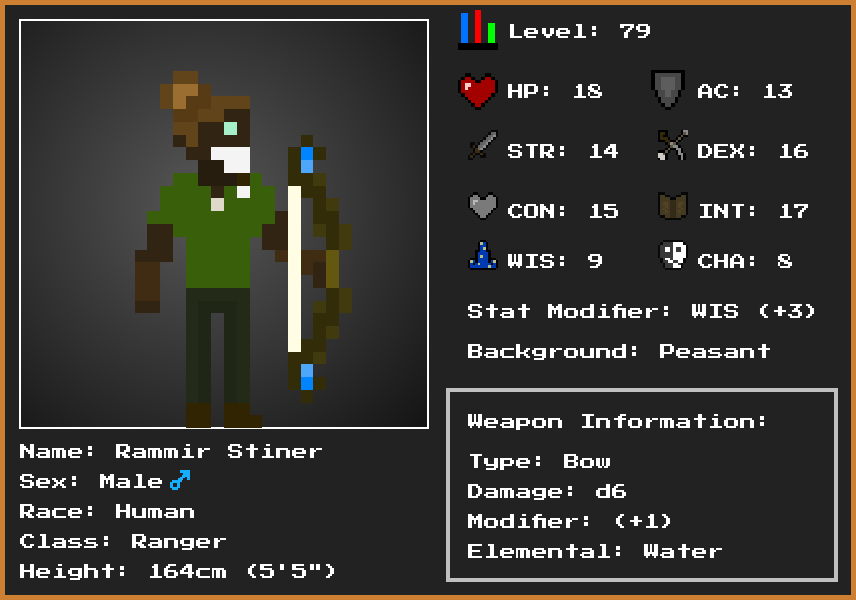 Level: 79
HP: 18 AC: 13
STR: 14 DEX: 16
CON: 15 INT: 17
WIS: 9 CHA: 8
Stat Modifier: WIS (+3)
Background: Peasant
Weapon Information:
Type: Bow
Damage: d6
Modifier: (+1)
Elemental: Water
Name: Rammir Stiner
Sex: Male♂
Race: Human
Class: Ranger
Height: 164cm (5'5")